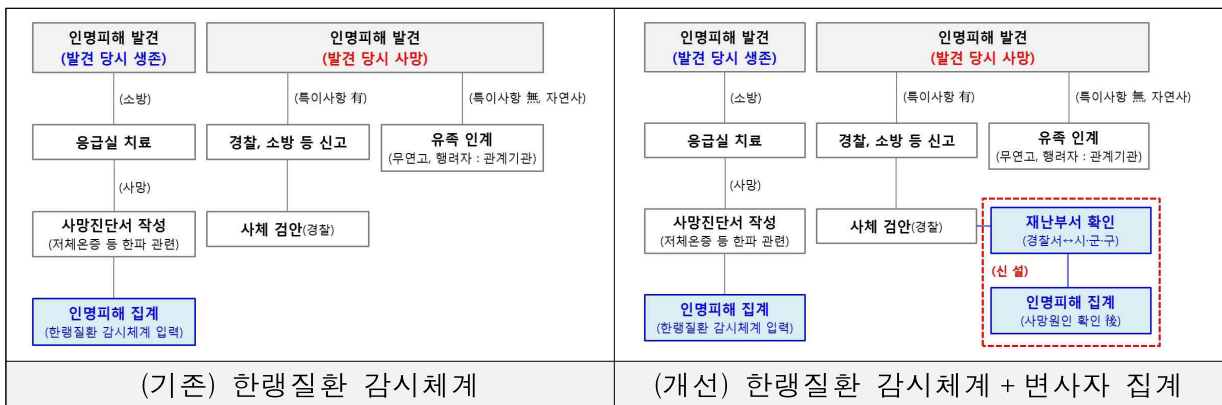 인명피해 발견
(발견 당시 생존)
인명피해 발견
(발견 당시 사망)
(소방)
(특이사항 有)
(특이사항 無, 자연사)
응급실 치료
경찰, 소방 등 신고
유족 인계
(무연고, 행려자 : 관계기관)
(사망)
사망진단서 작성
(저체온증 등 한파 관련)
사체 검안(경찰)
인명피해 집계
(한랭질환 감시체계 입력)
(기존) 한랭질환 감시체계
인명피해 발견
(발견 당시 생존)
인명피해 발견
(발견 당시 사망)
(소방)
(특이사항 有)
(특이사항 無, 자연사)
응급실 치료
경찰, 소방 등 신고
유족 인계
(무연고, 행려자 : 관계기관)
(사망)
사망진단서 작성
(저체온증 등 한파 관련)
사체 검안(경찰)
재난부서 확인
(경찰서↔시·군·구)
(신 설)
인명피해 집계
(한랭질환 감시체계 입력)
인명피해 집계
(사망원인 확인 後)
(개선) 한랭질환 감시체계 + 변사자 집계